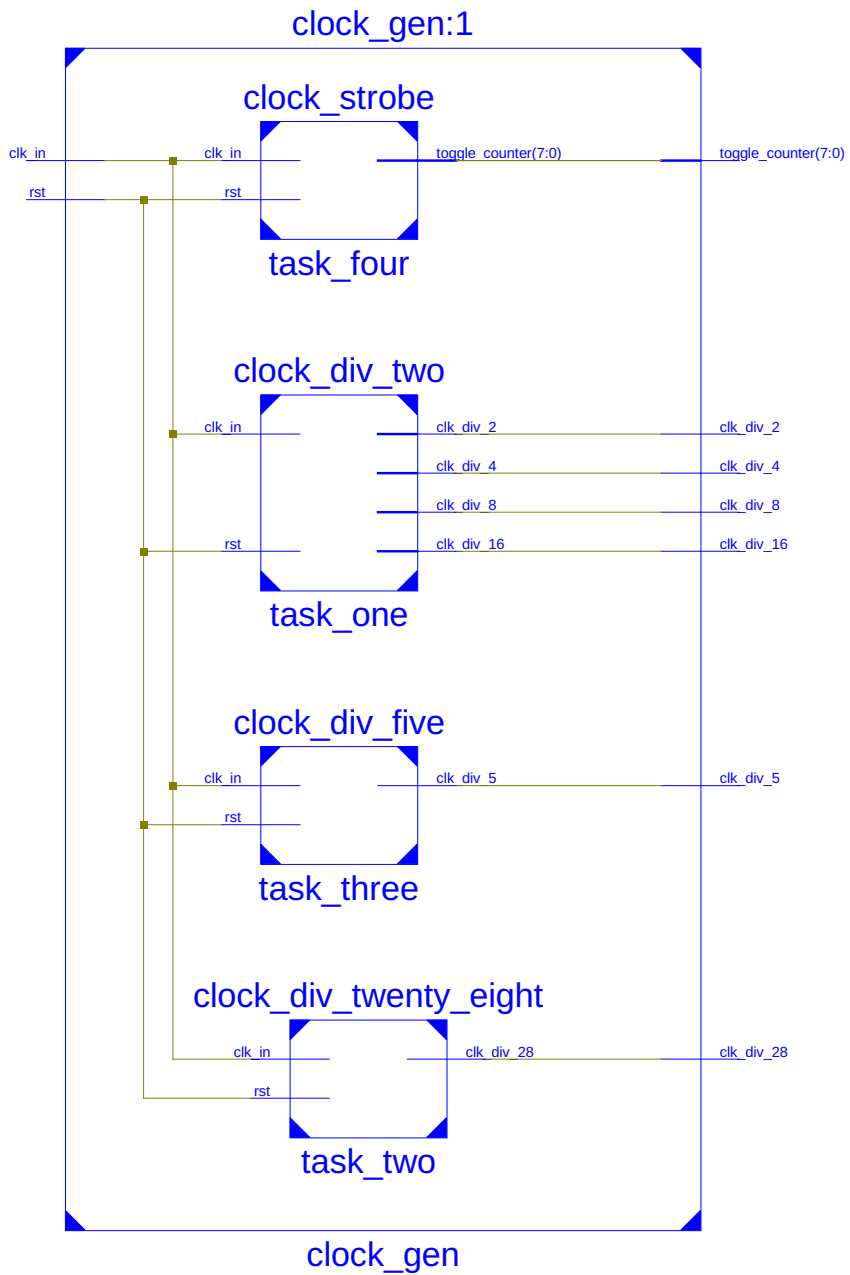 clock_gen:1
clock_strobe
clk_in clk_in toggle_counter(7:0) toggle_counter(7:0)
rst rst
task_four
clock_div_two
clk_in clk_div_2 clk_div_2
clk_div_4 clk_div_4
clk_div_8 clk_div_8
rst clk_div_16 clk_div_16
task_one
clock_div_five
clk_in clk_div_5 clk_div_5
rst
task_three
clock_div_twenty_eight
clk_in clk_div_28 clk_div_28
rst
task_two
clock_gen